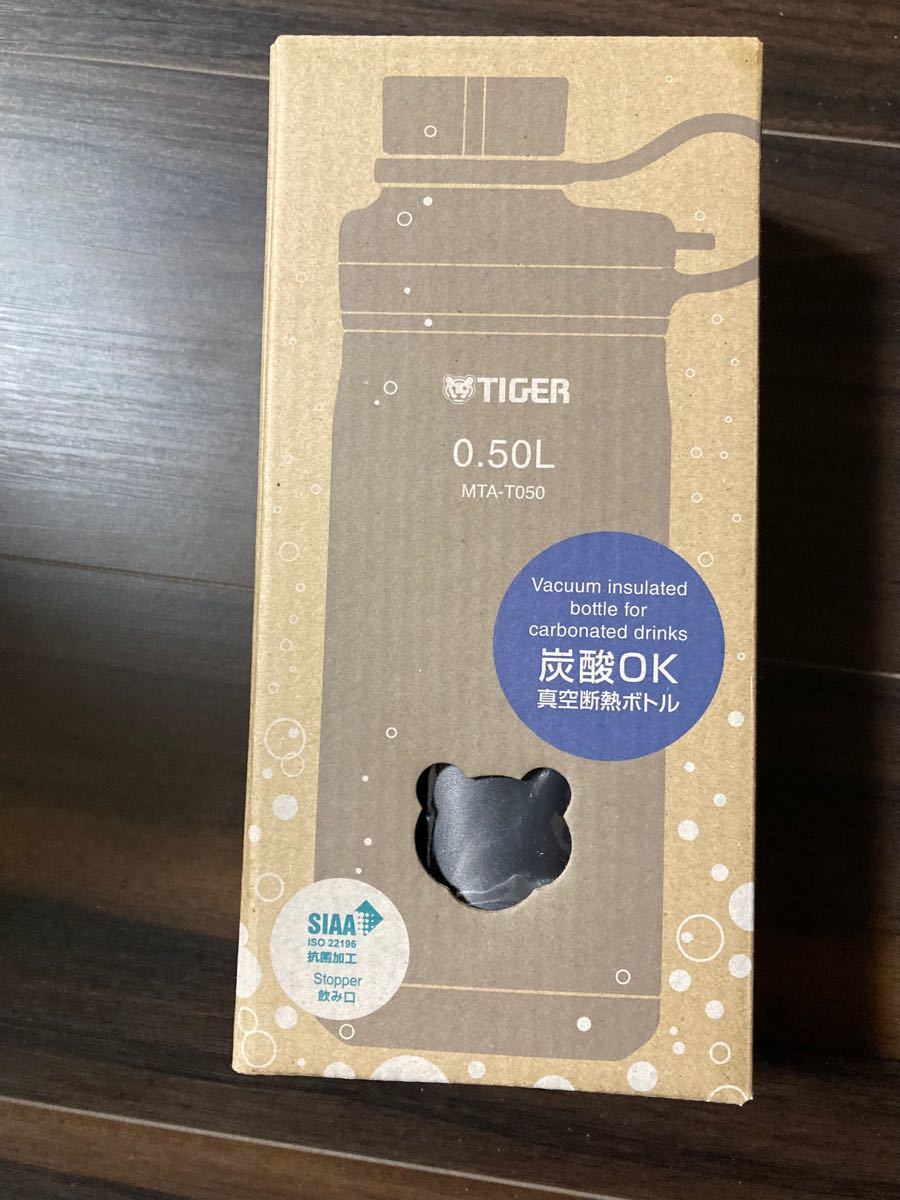 TIGER
0.50L
MTA-T050
Vacuum insulated
bottle for
carbonated drinks
炭酸OK
真空断熱ボトル
SIAA
ISO 22196
抗菌加工
Stopper
飲み口